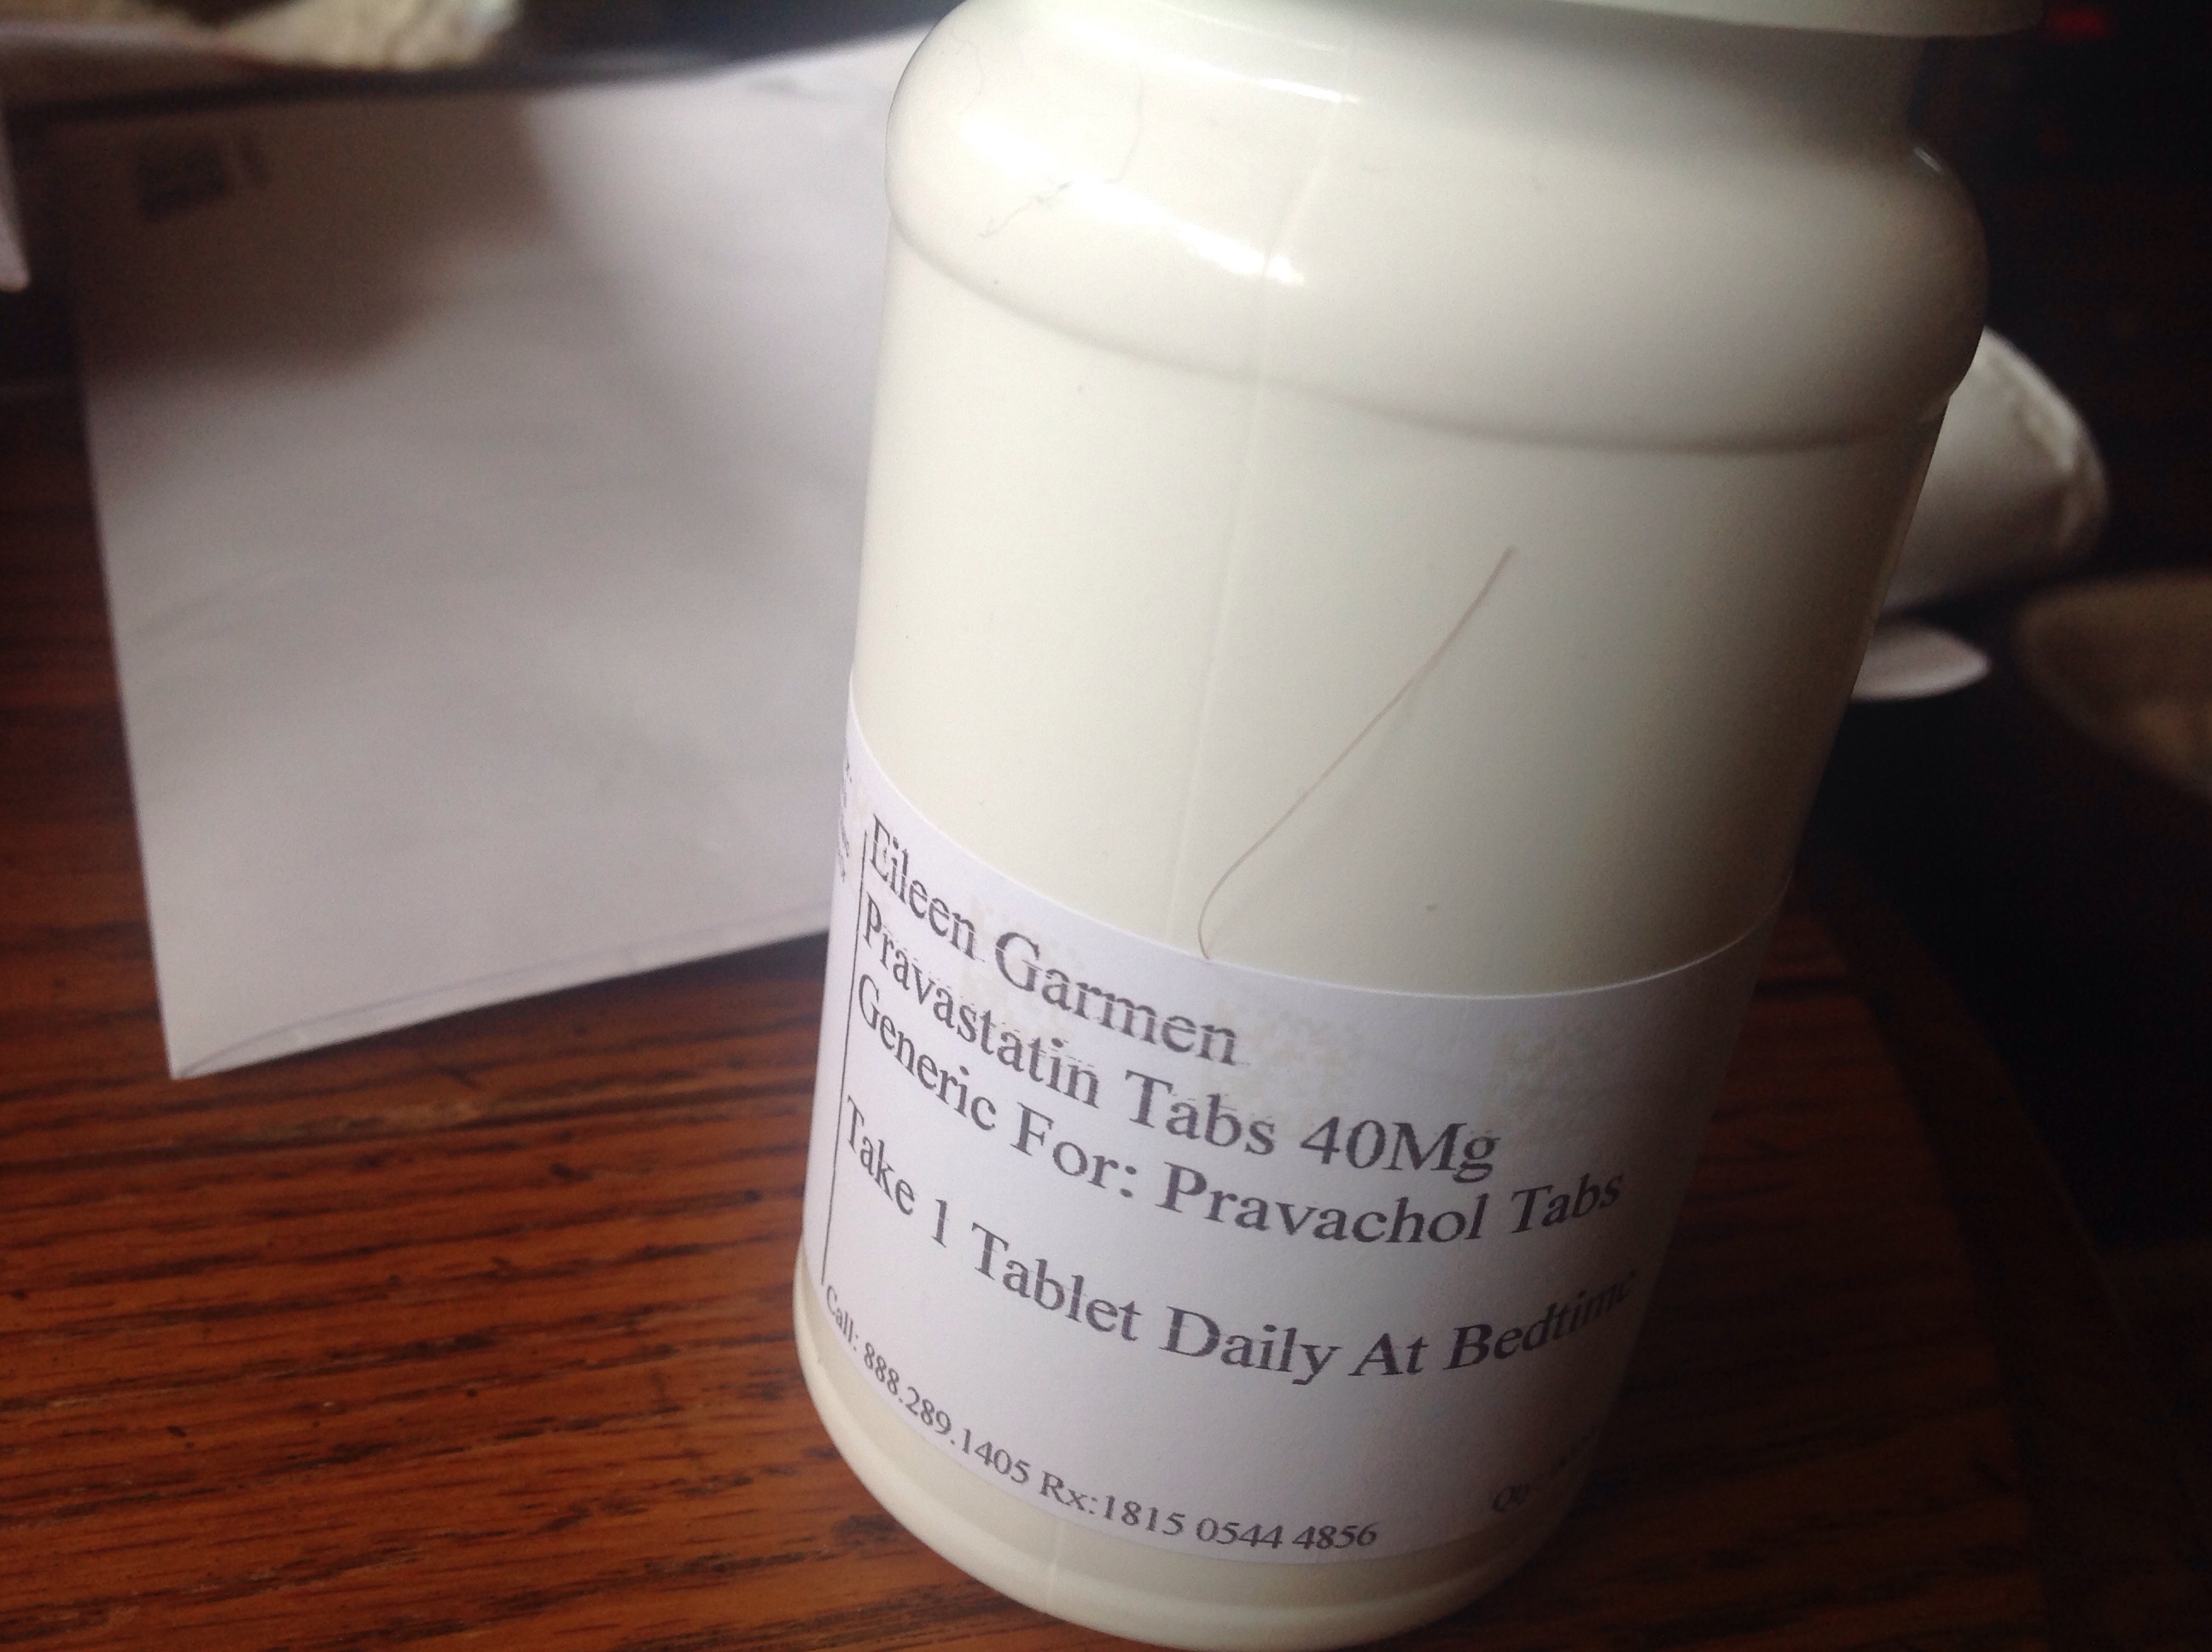 Eileen Garmen
Pravastatin Tabs 40Mg
Generic For: Pravachol Tabs
Take 1 Tablet Daily At Bedtime
Call: 888.289.1405 Rx:1815 0544 4856